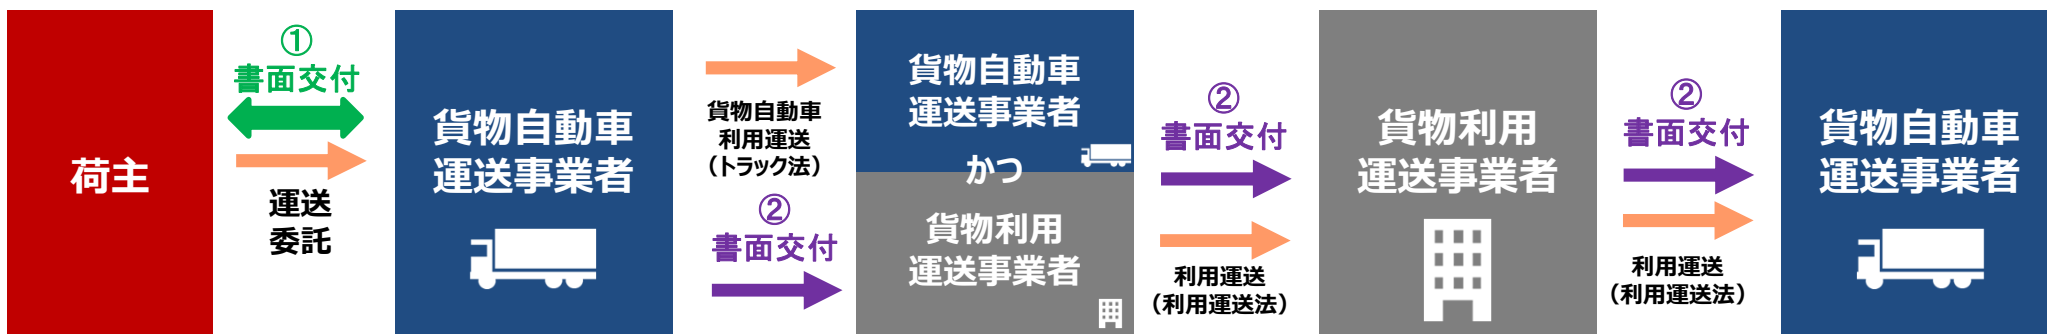 荷主
①
書面交付
運送
委託
貨物自動車
運送事業者
貨物自動車
利用運送
（トラック法）
②
書面交付
貨物自動車
運送事業者
かつ
貨物利用
運送事業者
②
書面交付
利用運送
（利用運送法）
貨物利用
運送事業者
②
書面交付
利用運送
（利用運送法）
貨物自動車
運送事業者